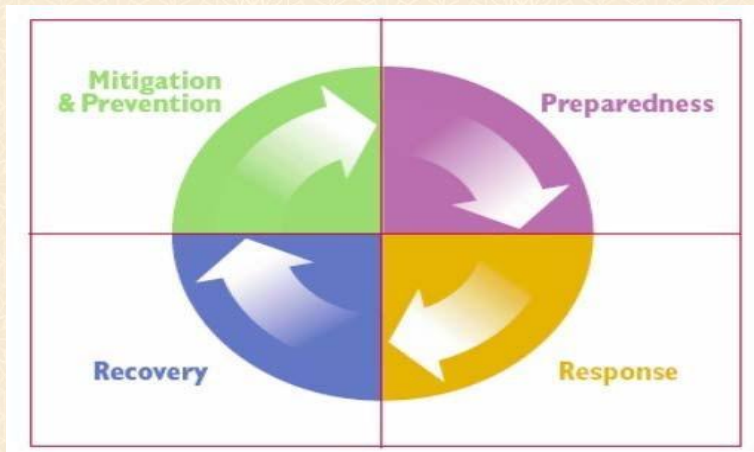 Mitigation
& Prevention
Preparedness
Recovery
Response